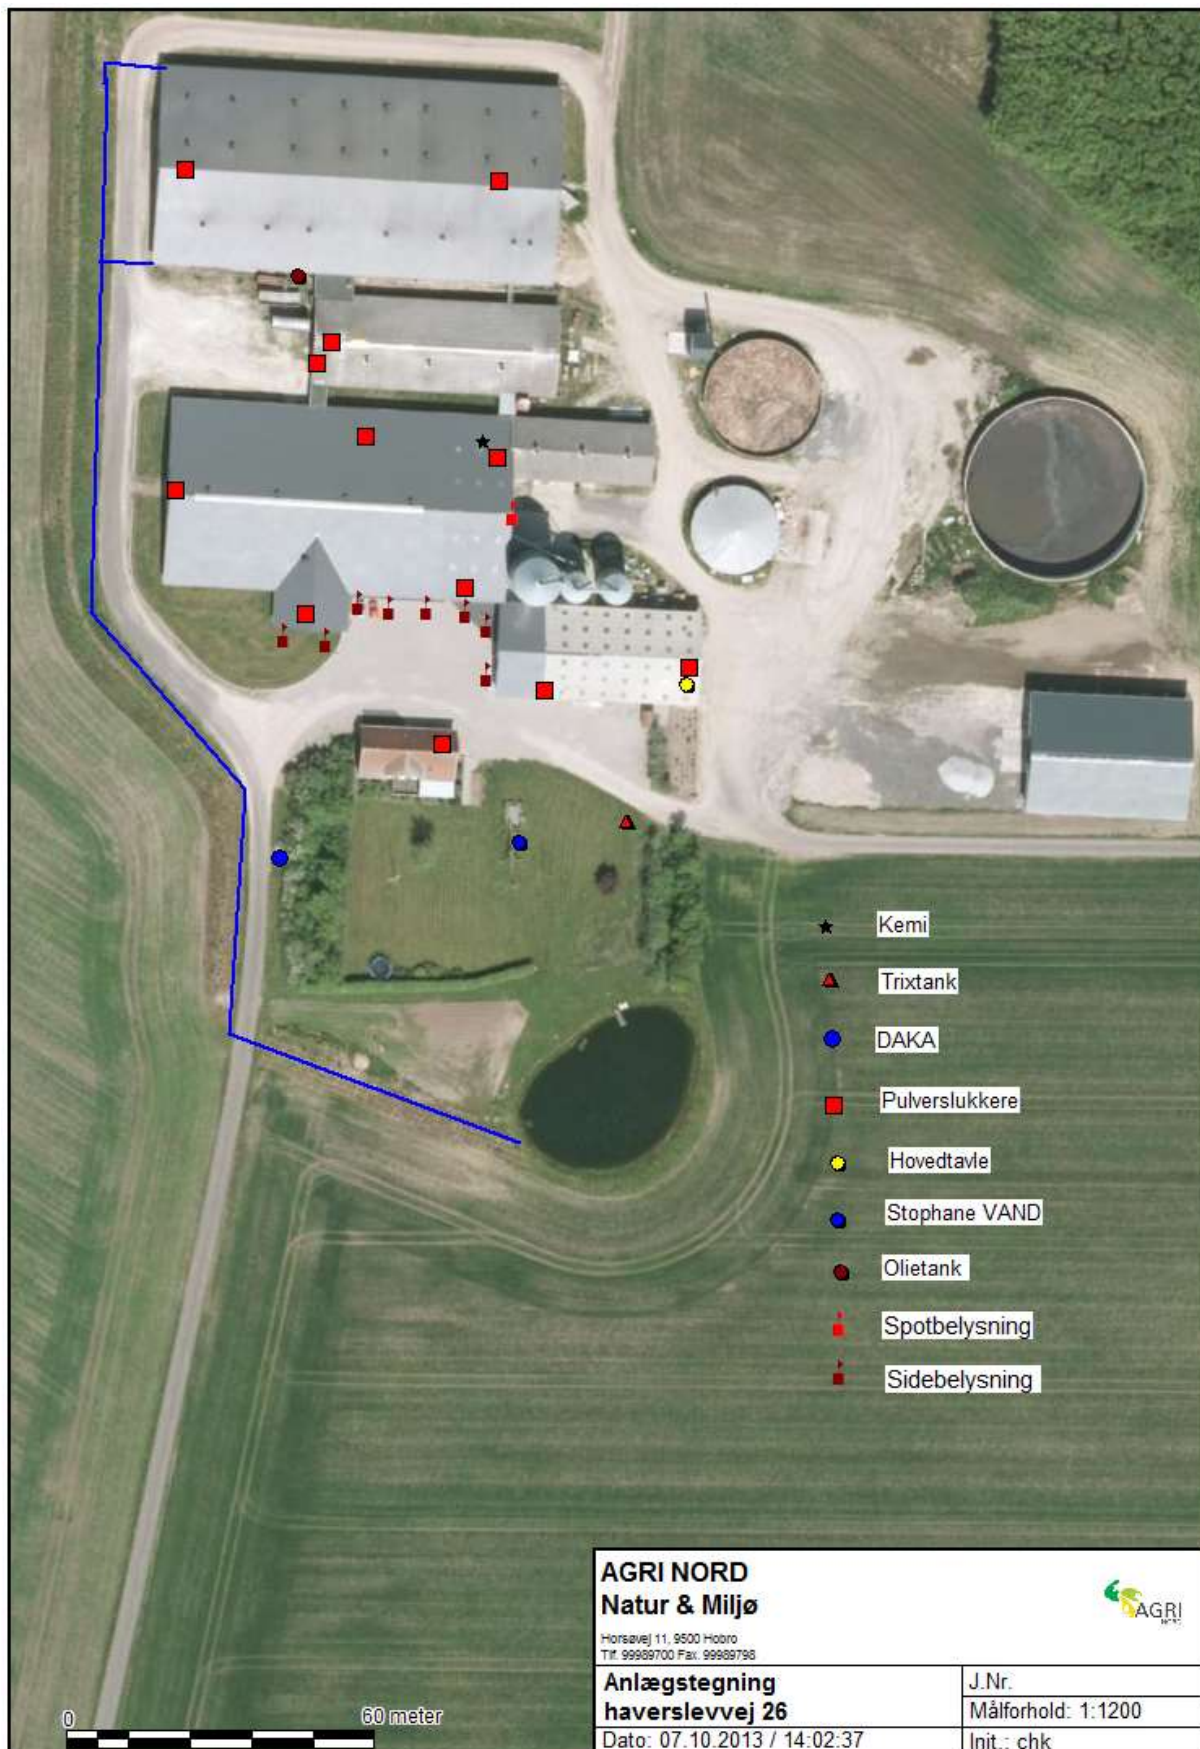 Kemi
Trixtank
DAKA
Pulverslukkere
Hovedtavle
Stophane VAND
Olietank
Spotbelysning
Sidebelysning
AGRI NORD
Natur & Miljø
Horsøvej 11, 9500 Hobro
Tlf. 99989700 Fax. 99989798
AGRI
NORD
Anlægstegning
haverslevvej 26
J.Nr.
Målforhold: 1:1200
Dato: 07.10.2013 / 14:02:37
Init.: chk
0
60 meter